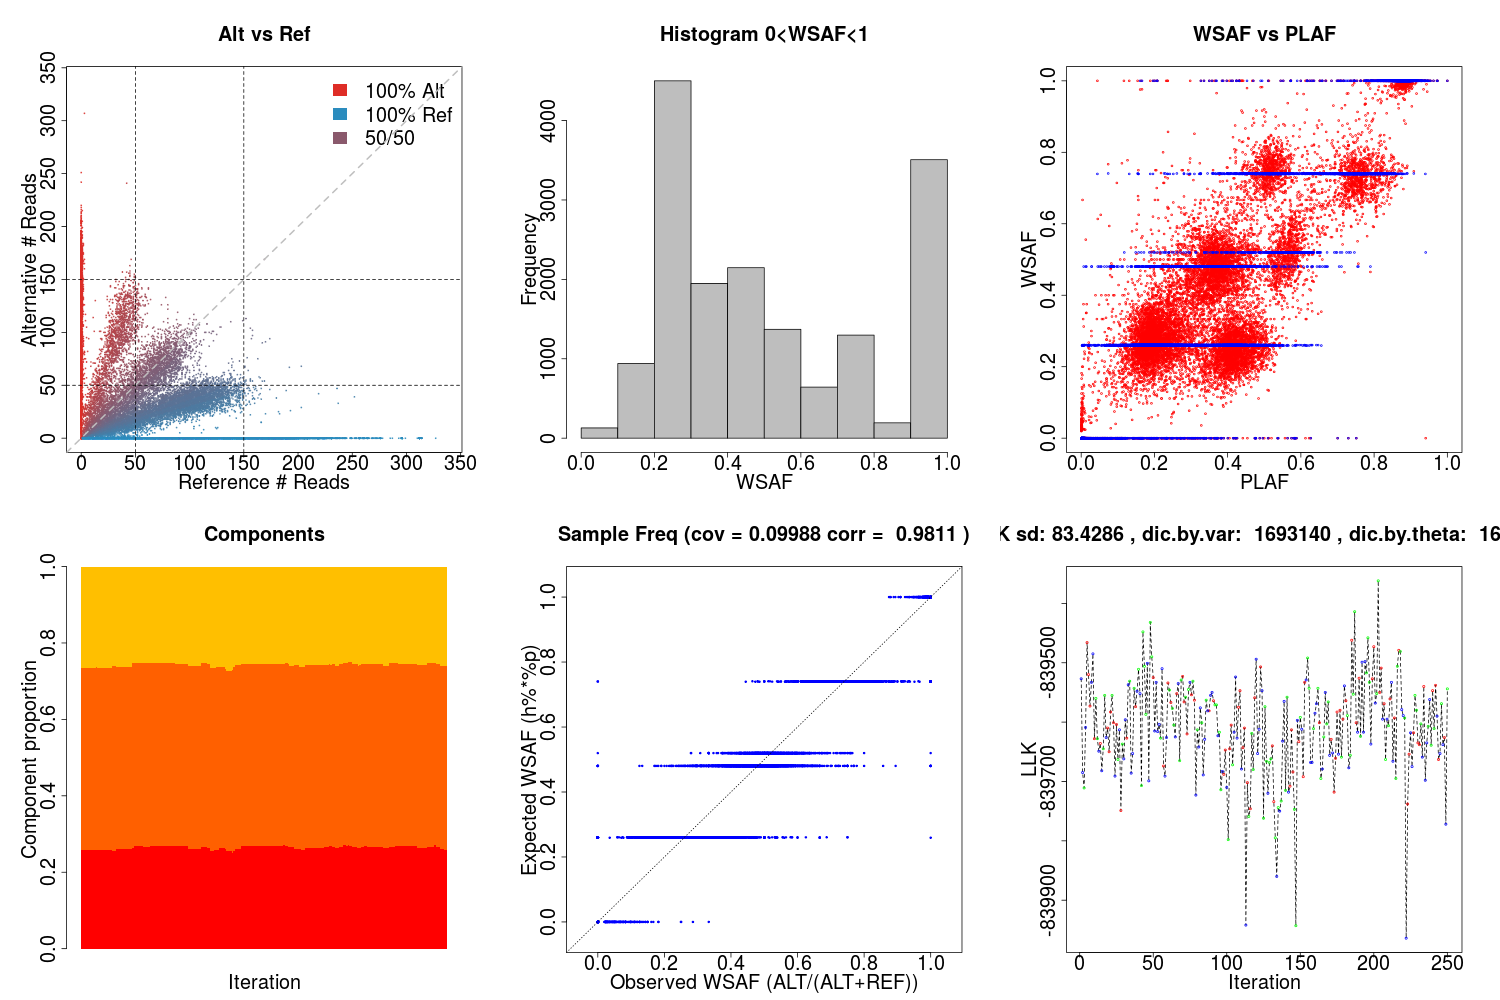 Alt vs Ref
Alternative # Reads
350
300
250
200
150
100
50
0
100% Alt
100% Ref
50/50
0 50 100 150 200 250 300 350
Reference # Reads
Histogram 0<WSAF<1
Frequency
4000
3000
2000
1000
0
0.0 0.2 0.4 0.6 0.8 1.0
WSAF
WSAF vs PLAF
WSAF
1.0
0.8
0.6
0.4
0.2
0.0
0.0 0.2 0.4 0.6 0.8 1.0
PLAF
Components
Component proportion
1.0
0.8
0.6
0.4
0.2
0.0
Iteration
Sample Freq (cov = 0.09988 corr = 0.9811 )
Expected WSAF (h%*%p)
1.0
0.8
0.6
0.4
0.2
0.0
0.0 0.2 0.4 0.6 0.8 1.0
Observed WSAF (ALT/(ALT+REF))
K sd: 83.4286 , dic.by.var: 1693140 , dic.by.theta: 16
LLK
-839500
-839700
-839900
0 50 100 150 200 250
Iteration